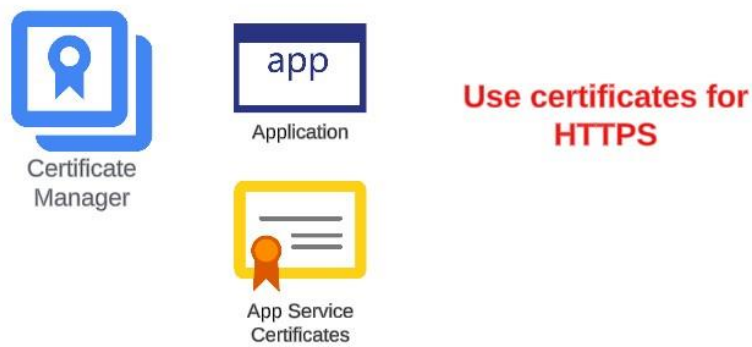 Certificate
Manager
app
Application
App Service
Certificates
Use certificates for
HTTPS